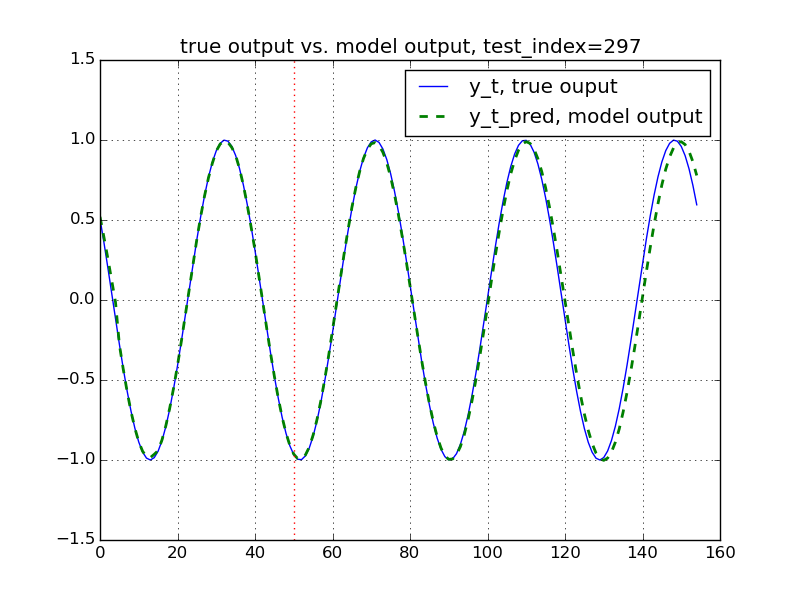 true output vs. model output, test_index=297
y_t, true ouput
y_t_pred, model output
1.5
1.0
0.5
0.0
−0.5
−1.0
−1.5
0 20 40 60 80 100 120 140 160